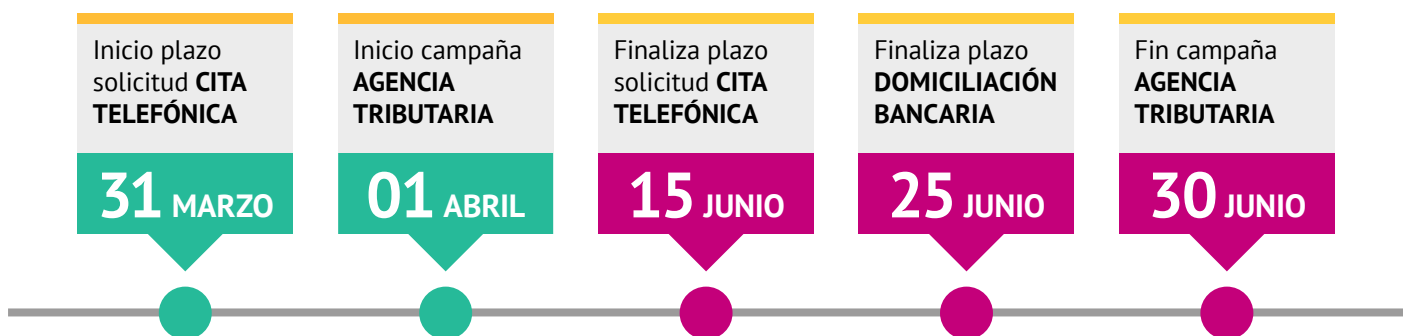 Inicio plazo
solicitud CITA
TELEFÓNICA
31 MARZO
Inicio campaña
AGENCIA
TRIBUTARIA
01 ABRIL
Finaliza plazo
solicitud CITA
TELEFÓNICA
15 JUNIO
Finaliza plazo
DOMICILIACIÓN
BANCARIA
25 JUNIO
Fin campaña
AGENCIA
TRIBUTARIA
30 JUNIO